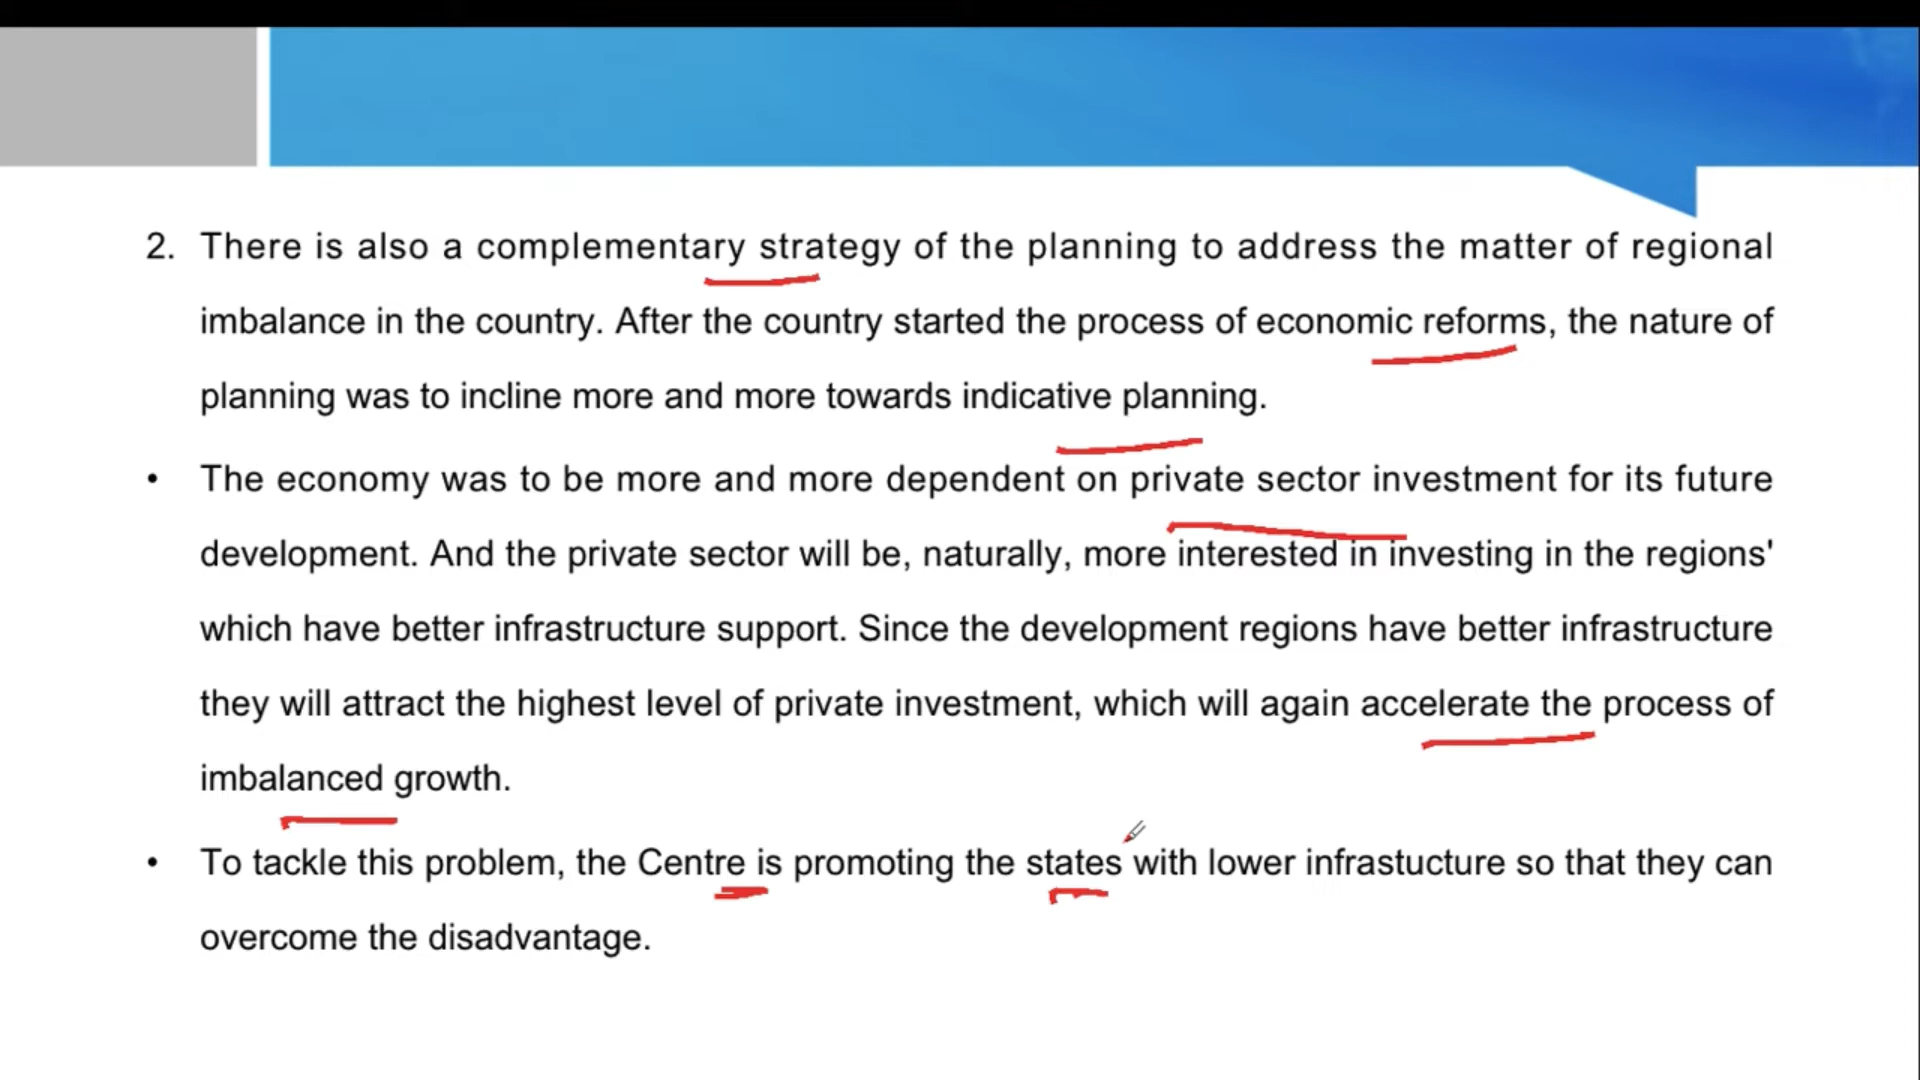 2. There is also a complementary strategy of the planning to address the matter of regional
imbalance in the country. After the country started the process of economic reforms, the nature of
planning was to incline more and more towards indicative planning.
• The economy was to be more and more dependent on private sector investment for its future
development. And the private sector will be, naturally, more interested in investing in the regions'
which have better infrastructure support. Since the development regions have better infrastructure
they will attract the highest level of private investment, which will again accelerate the process of
imbalanced growth.
• To tackle this problem, the Centre is promoting the states with lower infrastucture so that they can
overcome the disadvantage.